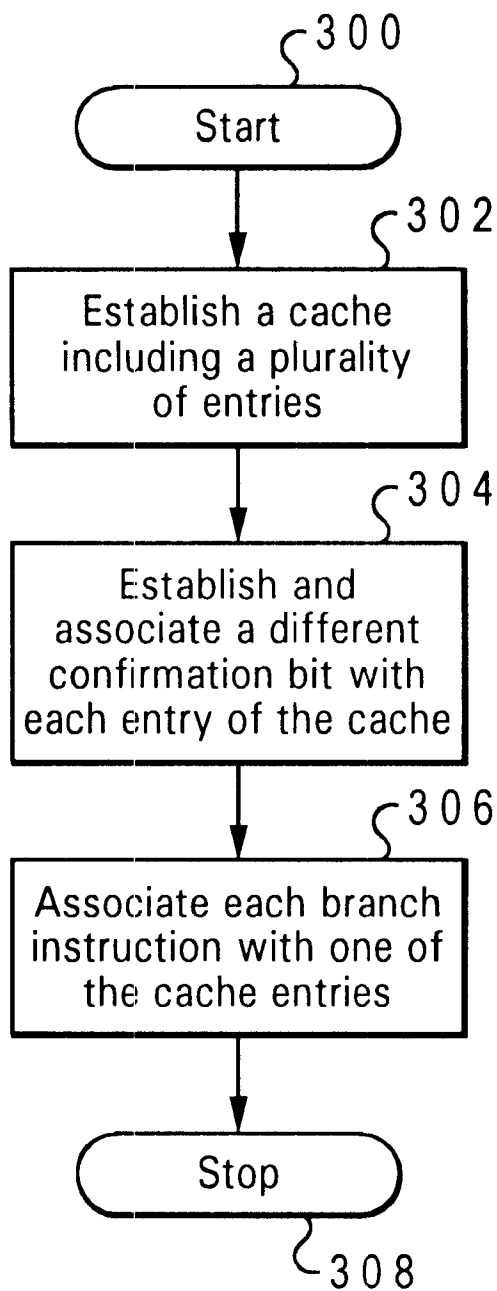 300
Start
302
Establish a cache
including a plurality
of entries
304
Establish and
associate a different
confirmation bit with
each entry of the cache
306
Associate each branch
instruction with one of
the cache entries
Stop
308